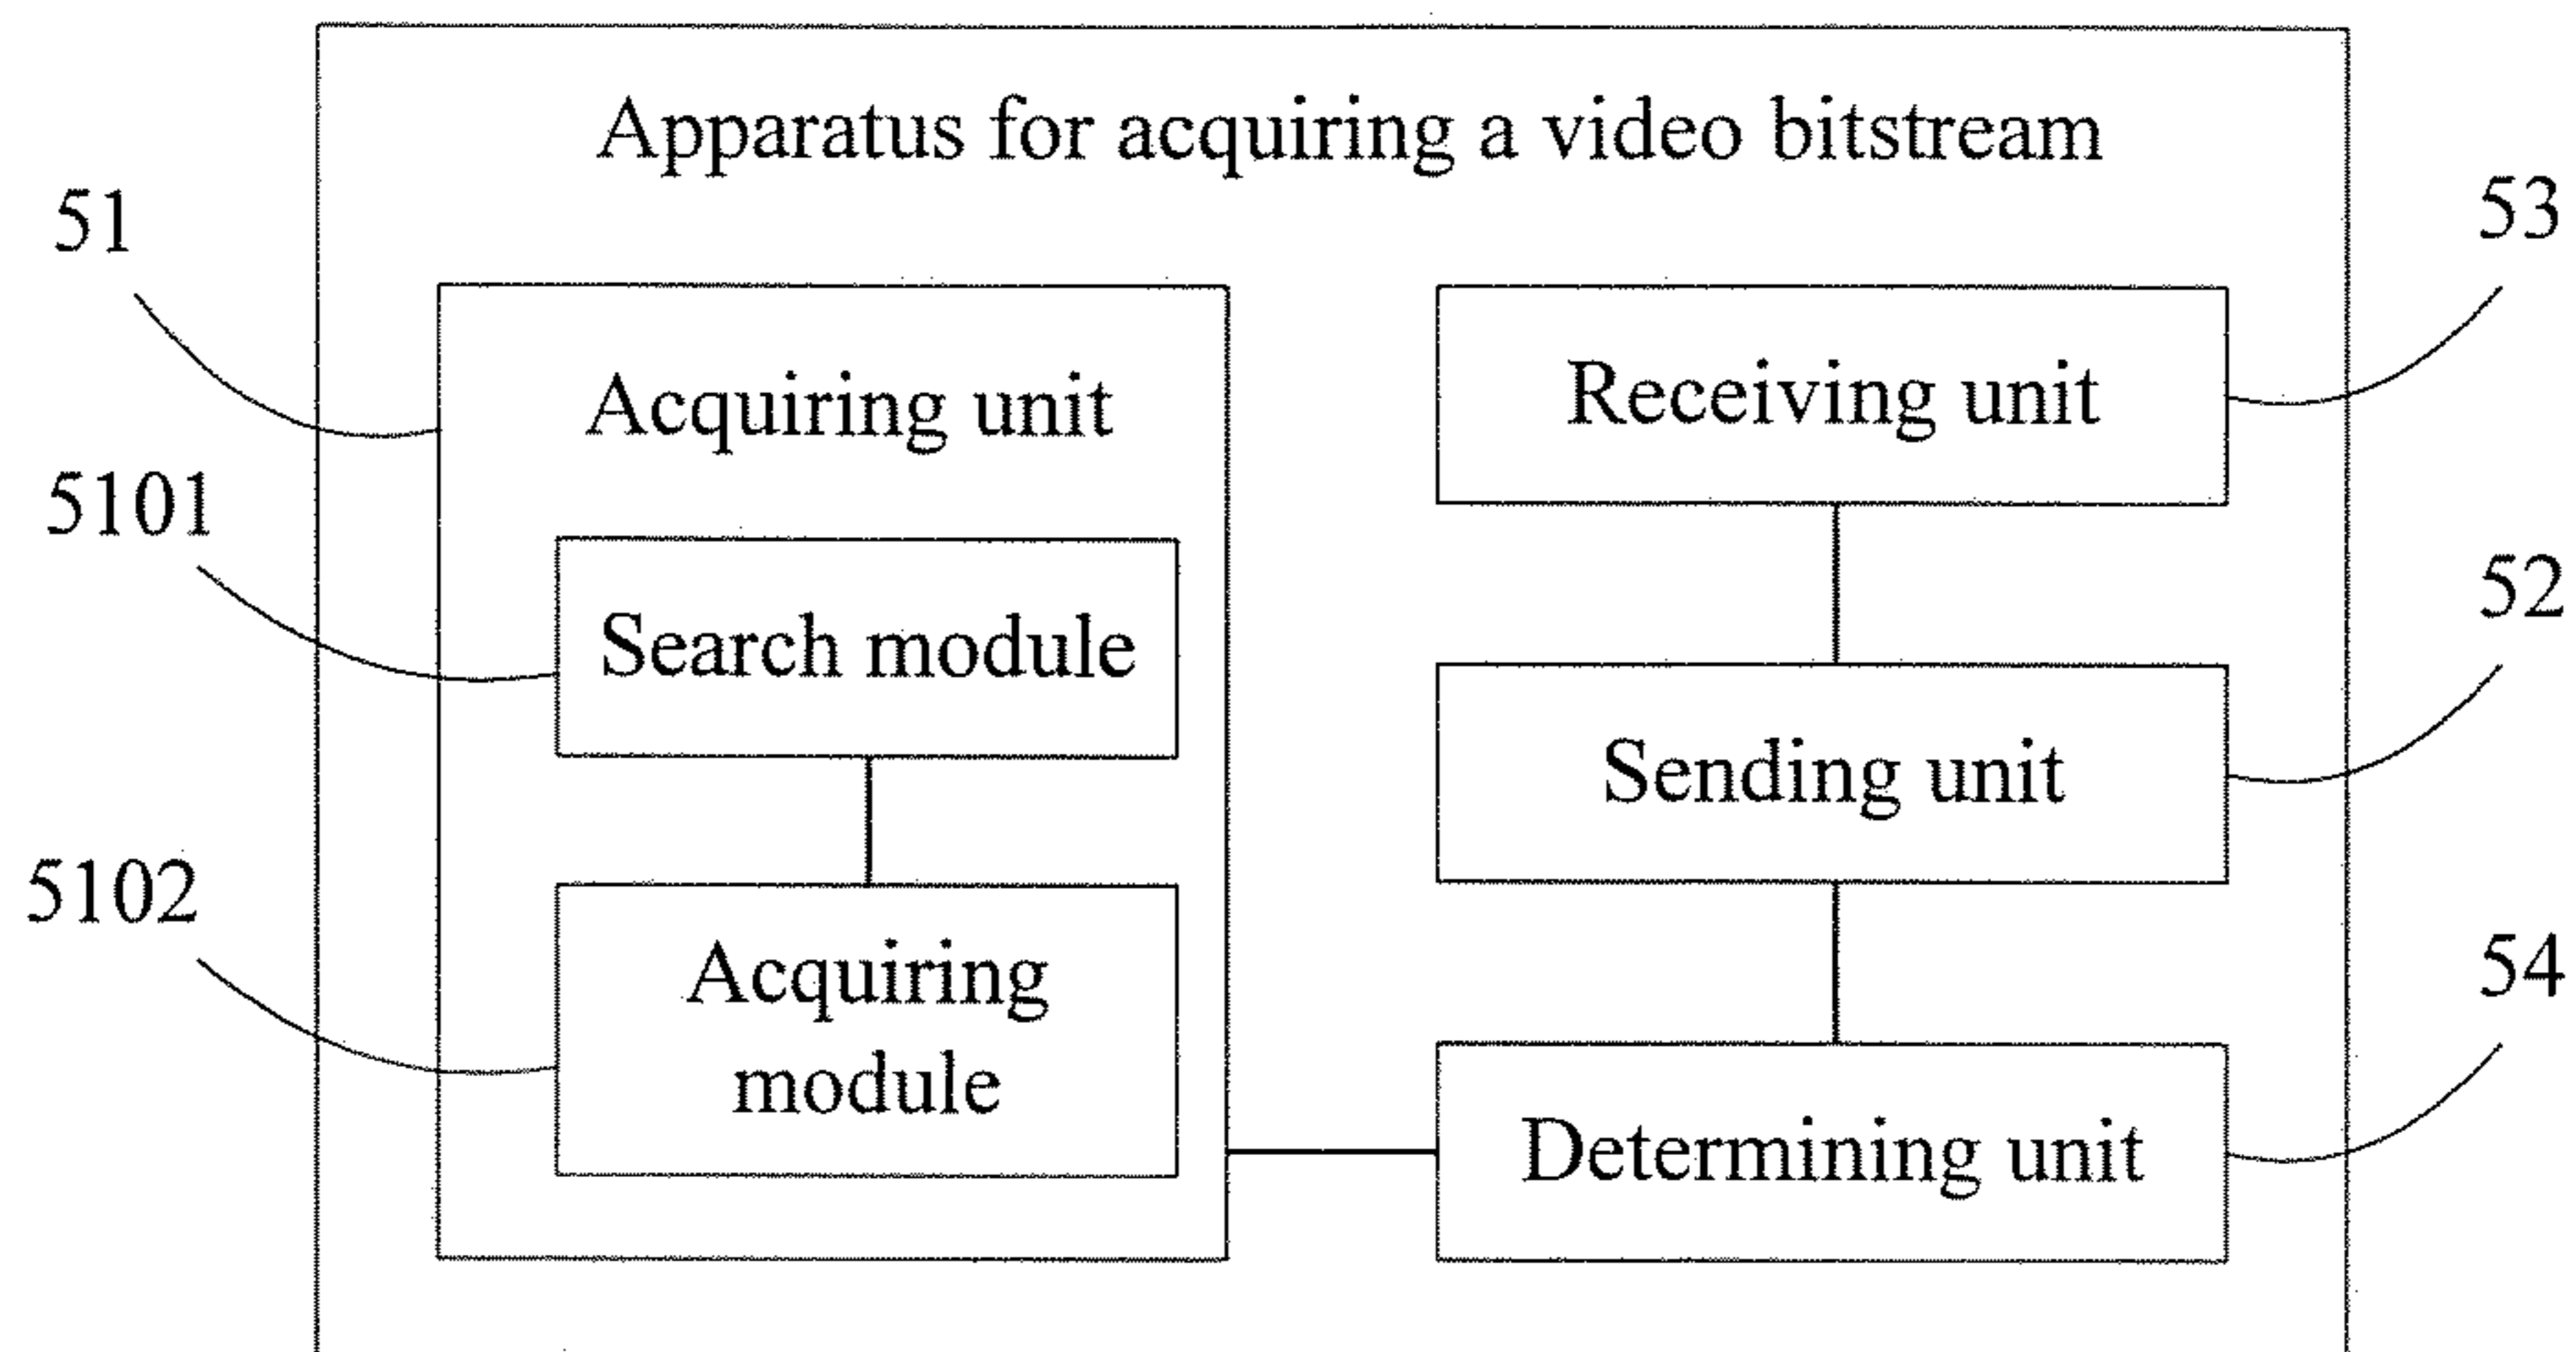 Apparatus for acquiring a video bitstream
51
53
Acquiring unit
Receiving unit
5101
Search module
52
Sending unit
5102
Acquiring
module
54
Determining unit